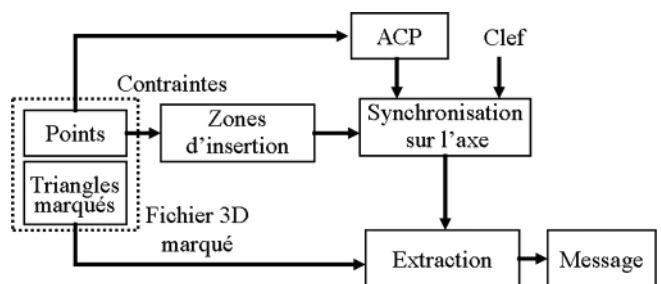 ACP
Clef
Contraintes
Points
Zones
d'insertion
Synchronisation
sur l'axe
Triangles
marqués
Fichier 3D
marqué
Extraction
Message